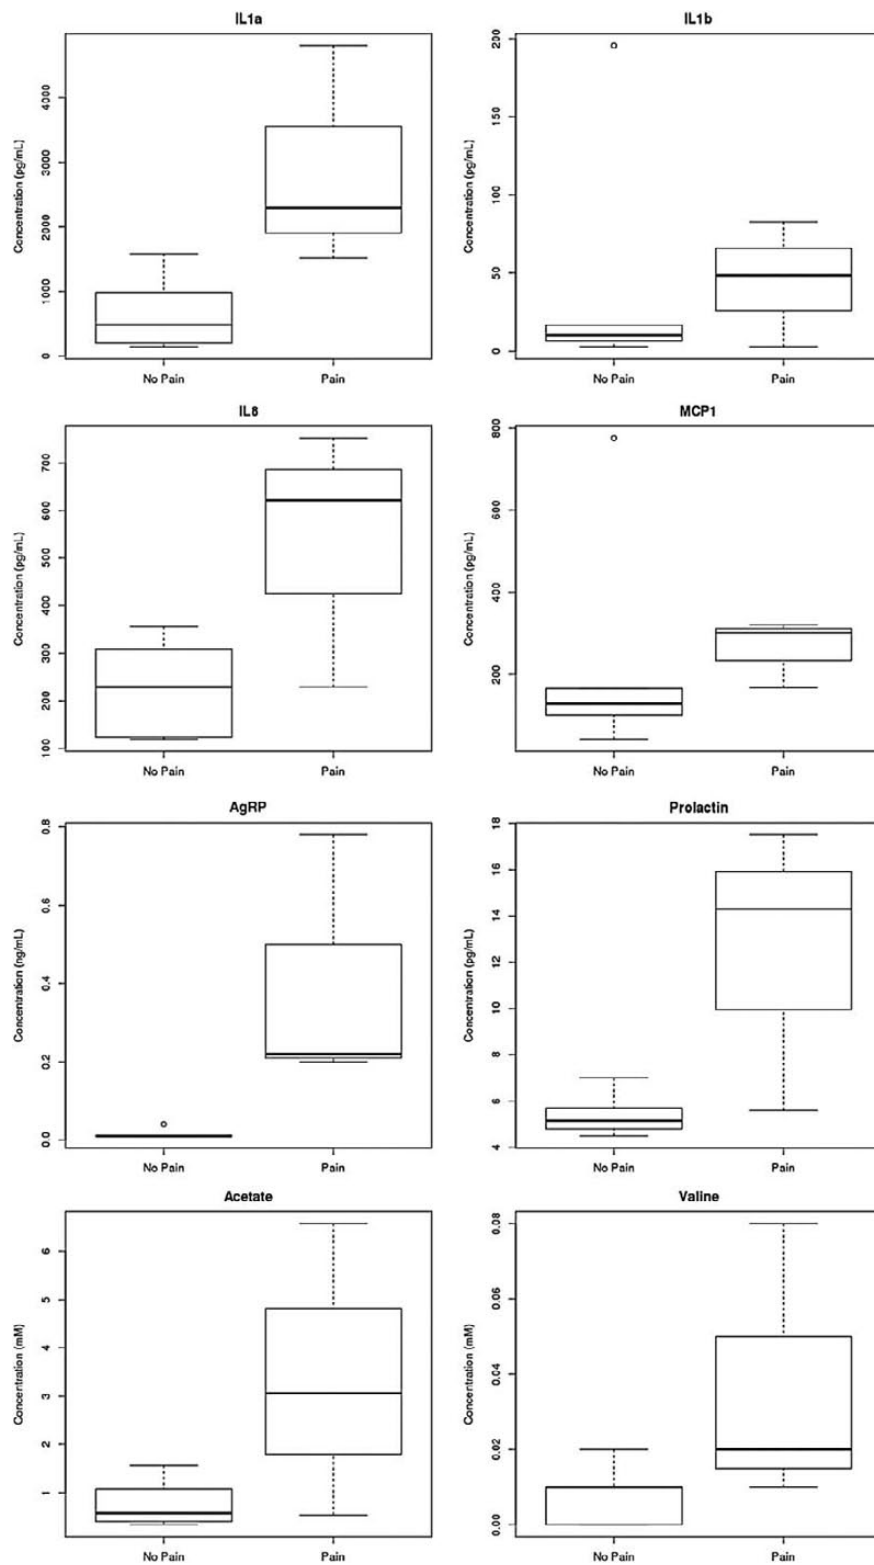 IL1a
Concentration (pg/mL)
4000
3000
2000
1000
0
No Pain
Pain
IL1b
Concentration (pg/mL)
200
150
100
50
0
No Pain
Pain
IL8
Concentration (pg/mL)
700
600
500
400
300
200
100
No Pain
Pain
MCP1
Concentration (pg/mL)
800
600
400
200
No Pain
Pain
AgRP
Concentration (ng/mL)
0.8
0.6
0.4
0.2
0.0
No Pain
Pain
Prolactin
Concentration (pg/mL)
18
16
14
12
10
8
6
4
No Pain
Pain
Acetate
Concentration (mM)
6
5
4
3
2
1
No Pain
Pain
Valine
Concentration (mM)
0.08
0.06
0.04
0.02
0.00
No Pain
Pain